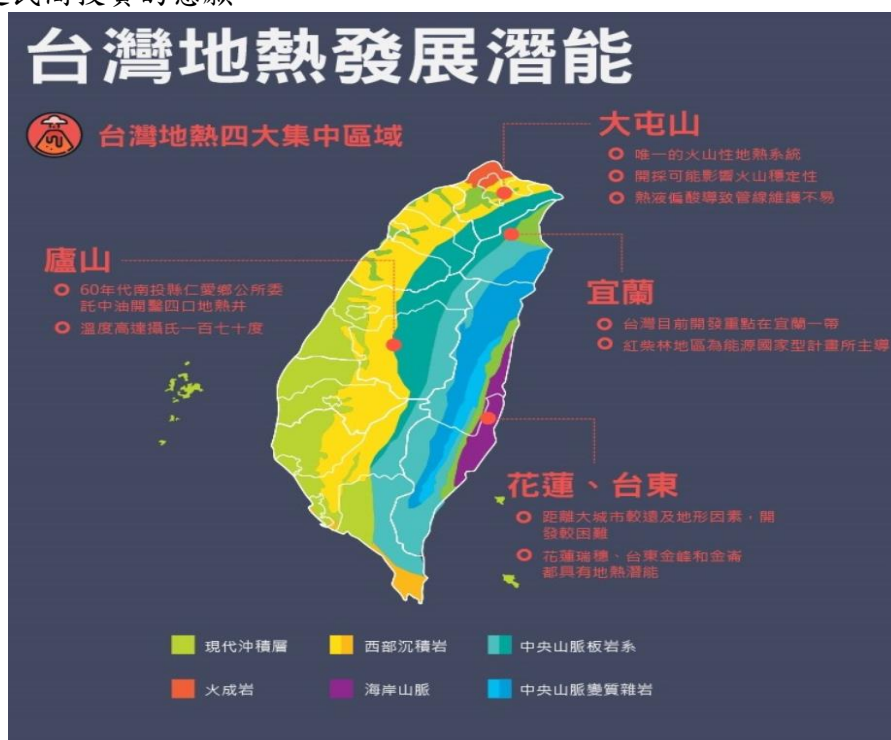 民間投資的意願
台灣地熱發展潛能
台灣地熱四大集中區域
大屯山
唯一的火山性地熱系統
開採可能影響火山穩定性
熱液偏酸導致管線維護不易
廬山
60年代南投縣仁愛鄉公所委
託中油開鑿四口地熱井
溫度高達攝氏一百七十度
宜蘭
台灣目前開發重點在宜蘭一帶
紅柴林地區為能源國家型計畫所主導
花蓮、台東
距離大城市較遠及地形因素，開
發較困難
花蓮瑞穗、台東金峰和金崙
都具有地熱潛能
現代沖積層
西部沉積岩
中央山脈板岩系
火成岩
海岸山脈
中央山脈變質雜岩